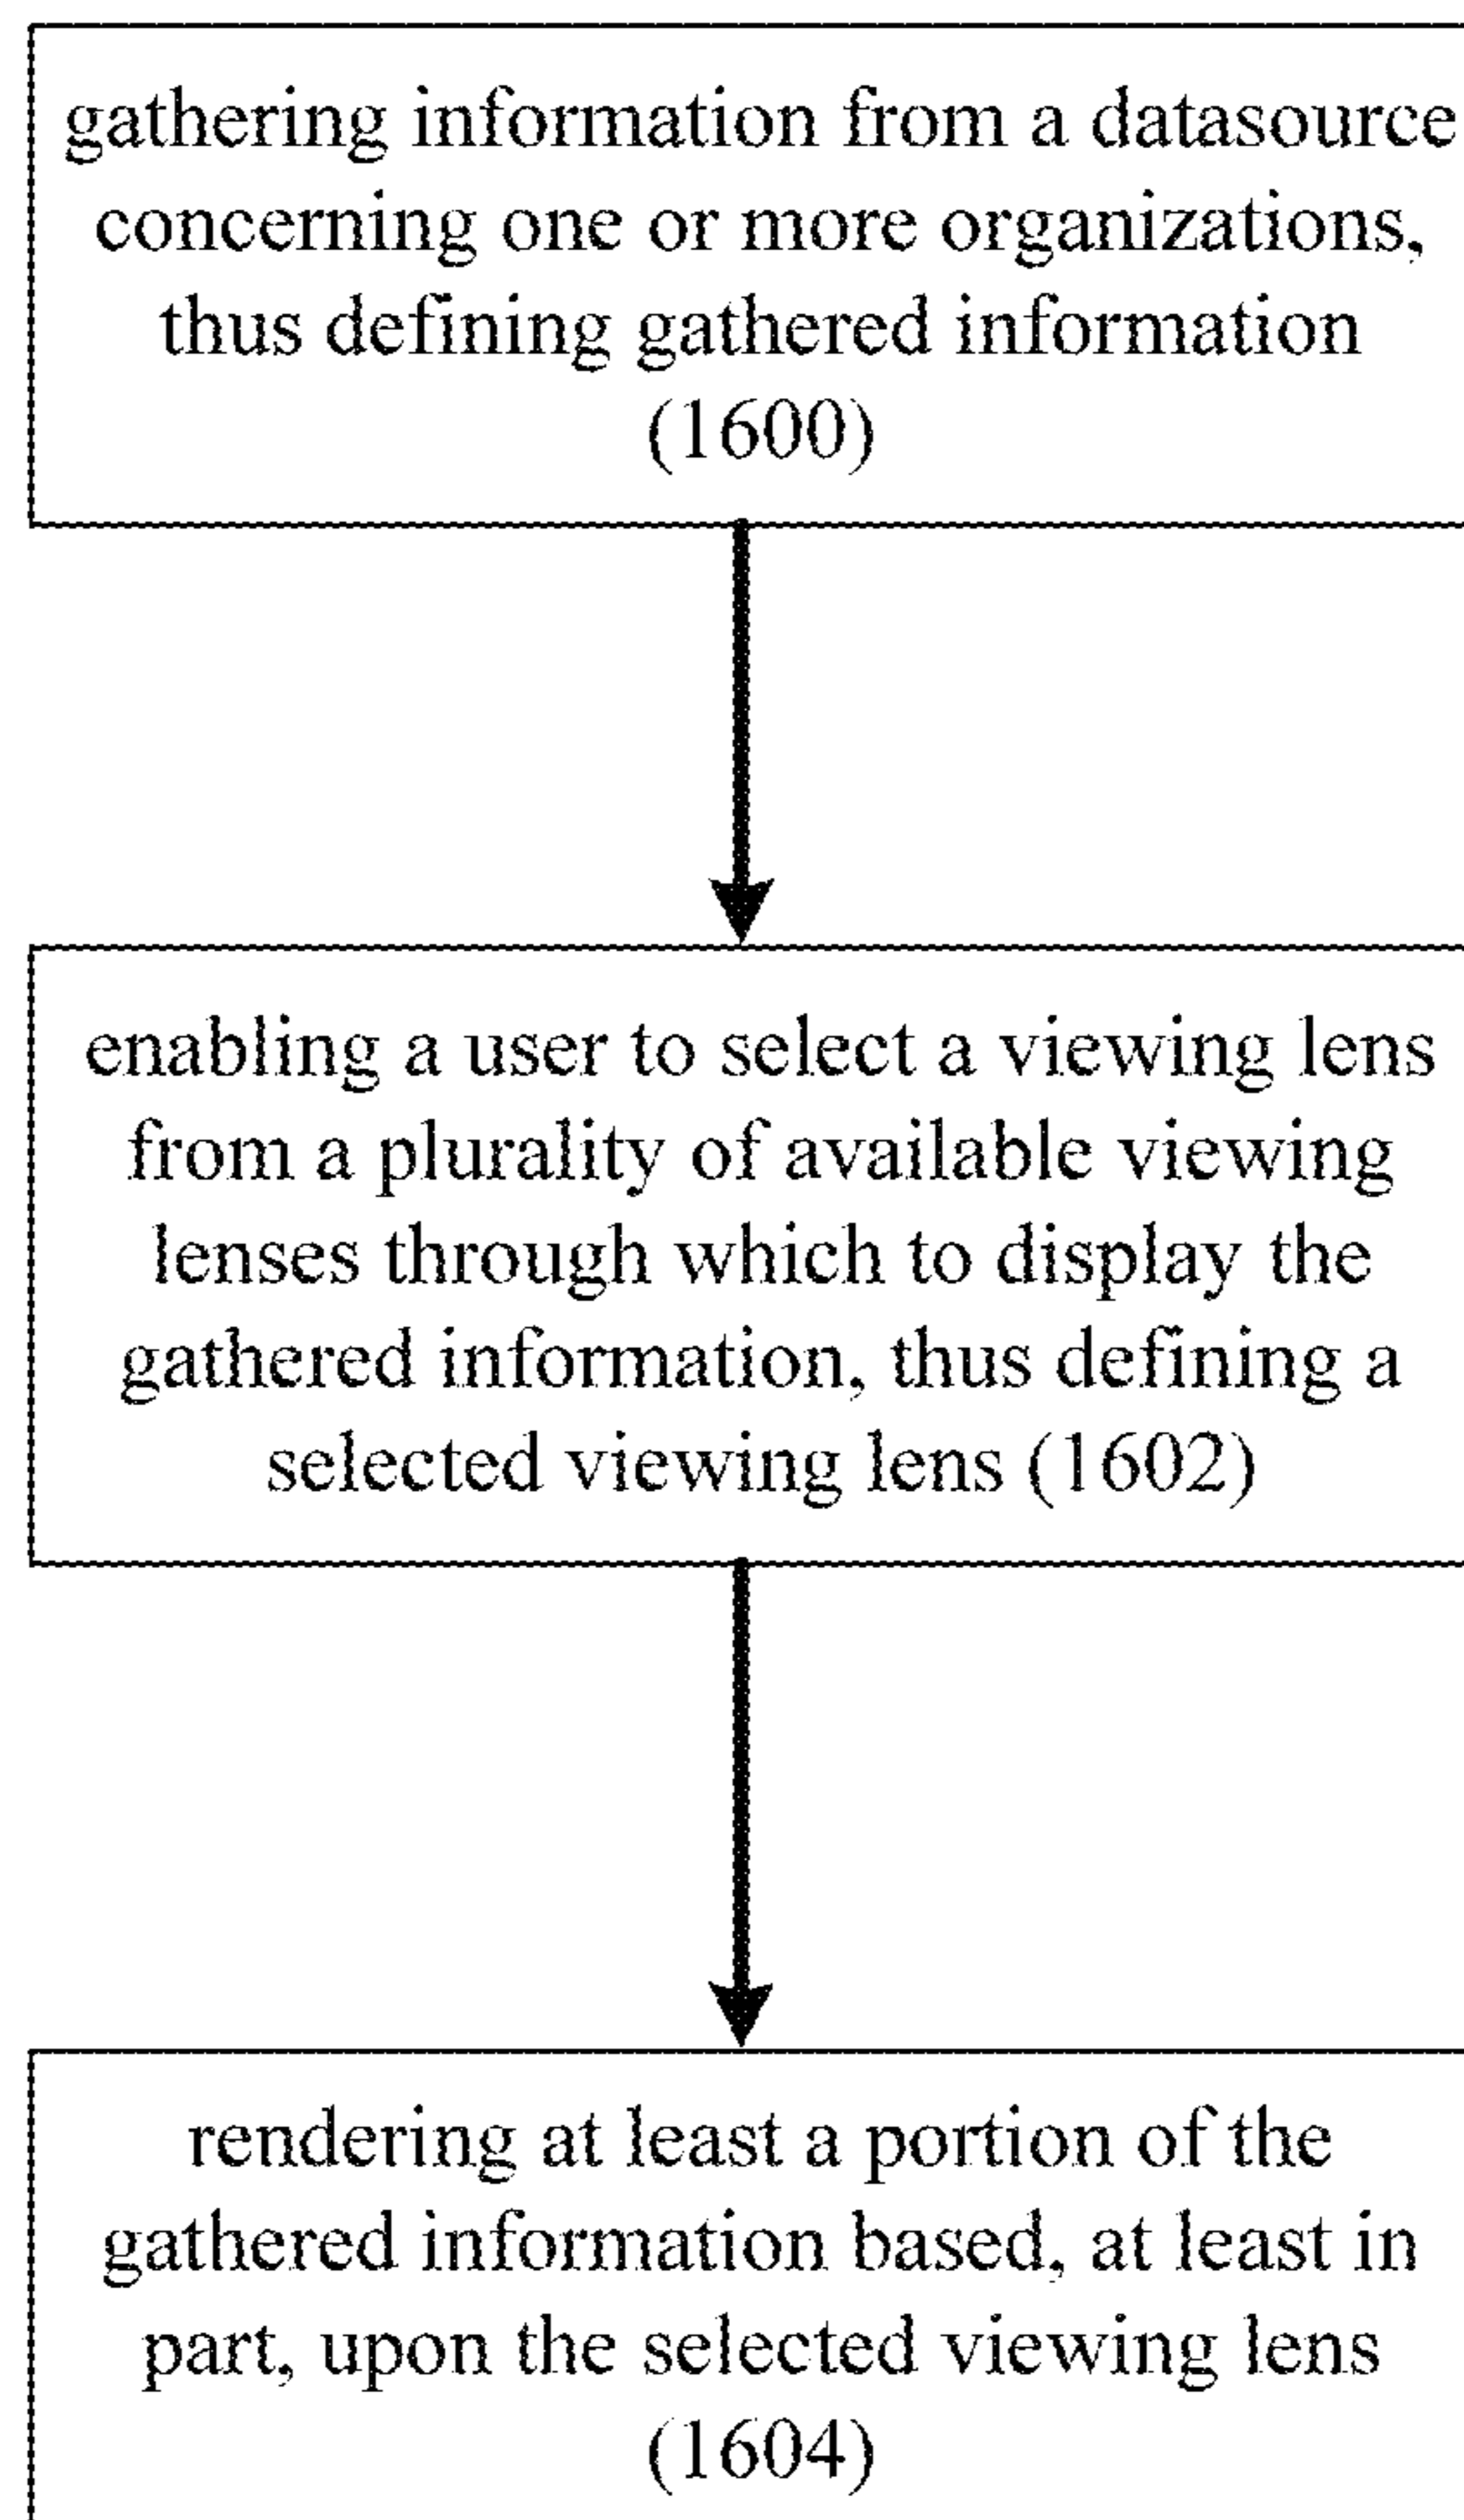 gathering information from a datasource
concerning one or more organizations,
thus defining gathered information
(1600)
enabling a user to select a viewing lens
from a plurality of available viewing
lenses through which to display the
gathered information, thus defining a
selected viewing lens (1602)
rendering at least a portion of the
gathered information based, at least in
part, upon the selected viewing lens
(1604)